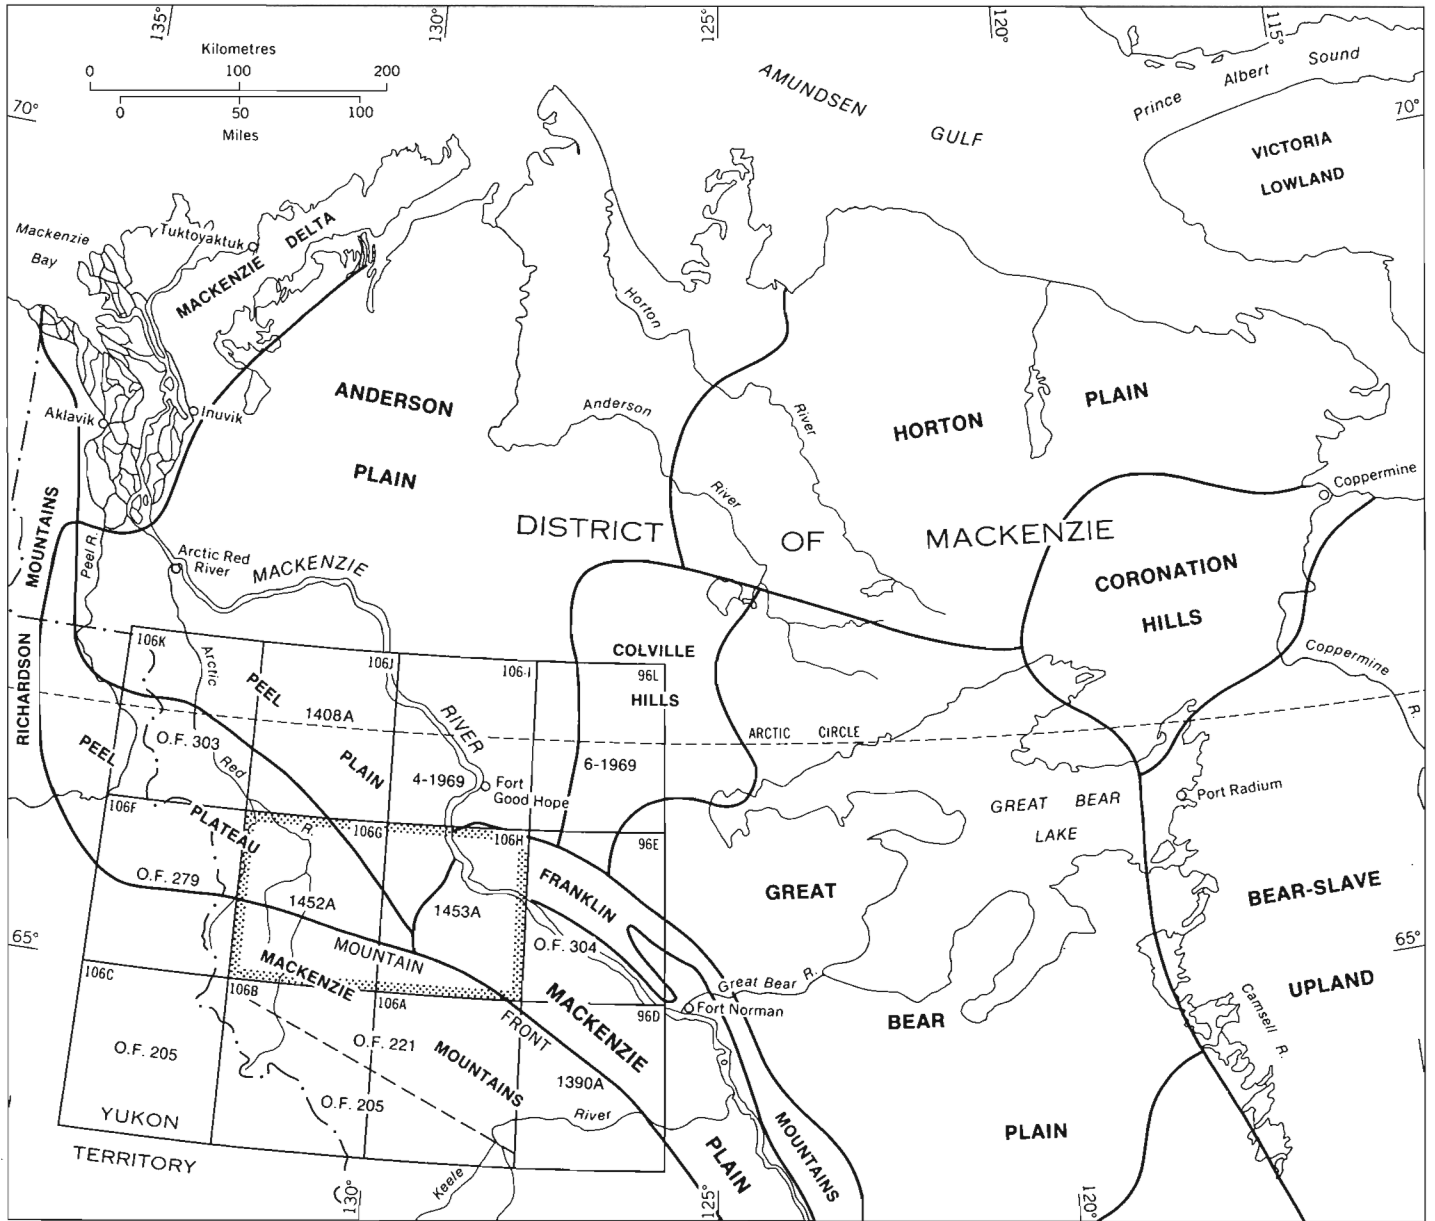 135°
130°
125°
120°
115°
Kilometres
0 100 200
0 50 100
Miles
70°
70°
AMUNDSEN
GULF
Prince Albert Sound
VICTORIA
LOWLAND
Mackenzie
Bay
Tuktoyaktuk
MACKENZIE DELTA
Horton
River
Anderson
River
ANDERSON
PLAIN
HORTON PLAIN
Aklavik
Inuvik
Coppermine
DISTRICT OF MACKENZIE
CORONATION
HILLS
Coppermine
R.
RICHARDSON MOUNTAINS
Peel R.
Arctic Red
River
MACKENZIE
RIVER
COLVILLE
HILLS
106K
106J
106-I
96L
Arctic
Red
R.
PEEL
PLAIN
1408A
O.F. 303
4-1969
6-1969
Fort
Good Hope
ARCTIC CIRCLE
PEEL
PLATEAU
106F
106G
106H
96E
GREAT BEAR
LAKE
Port Radium
O.F. 279
1452A
1453A
FRANKLIN
MOUNTAINS
O.F. 304
GREAT
BEAR
PLAIN
BEAR-SLAVE
UPLAND
65°
65°
MOUNTAIN
FRONT
MACKENZIE
MOUNTAINS
106C
106B
106A
96D
MACKENZIE
PLAIN
Great Bear R.
Fort Norman
Camsell R.
O.F. 205
O.F. 221
O.F. 205
1390A
River
Keele
YUKON
TERRITORY
130°
125°
120°